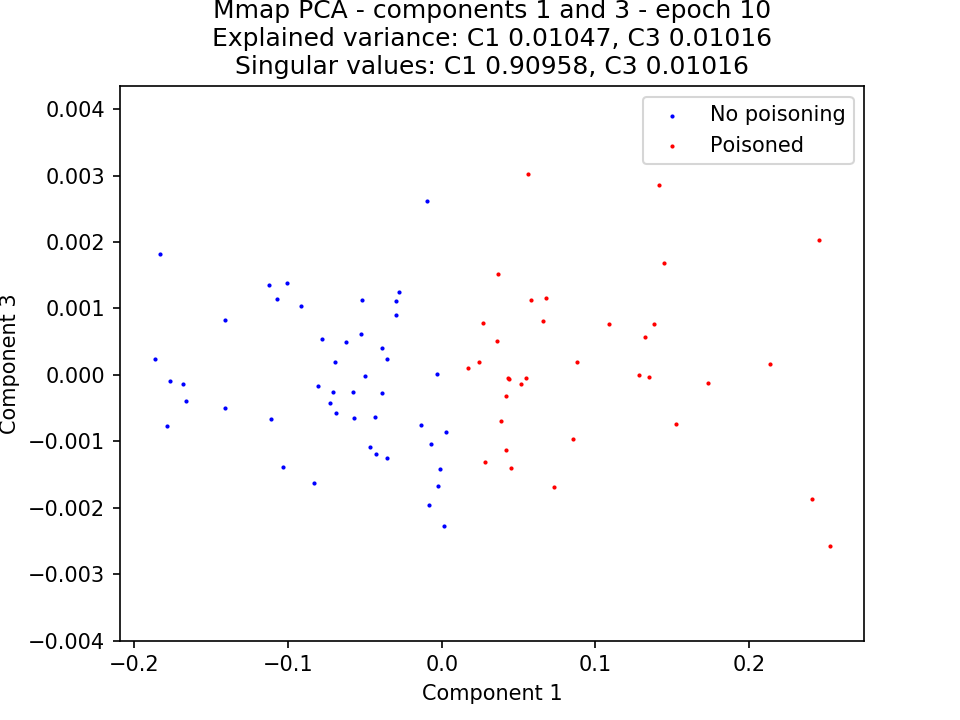 Mmap PCA - components 1 and 3 - epoch 10
Explained variance: C1 0.01047, C3 0.01016
Singular values: C1 0.90958, C3 0.01016
No poisoning
Poisoned
0.004
0.003
0.002
0.001
0.000
−0.001
−0.002
−0.003
−0.004
Component 3
−0.2
−0.1
0.0
0.1
0.2
Component 1